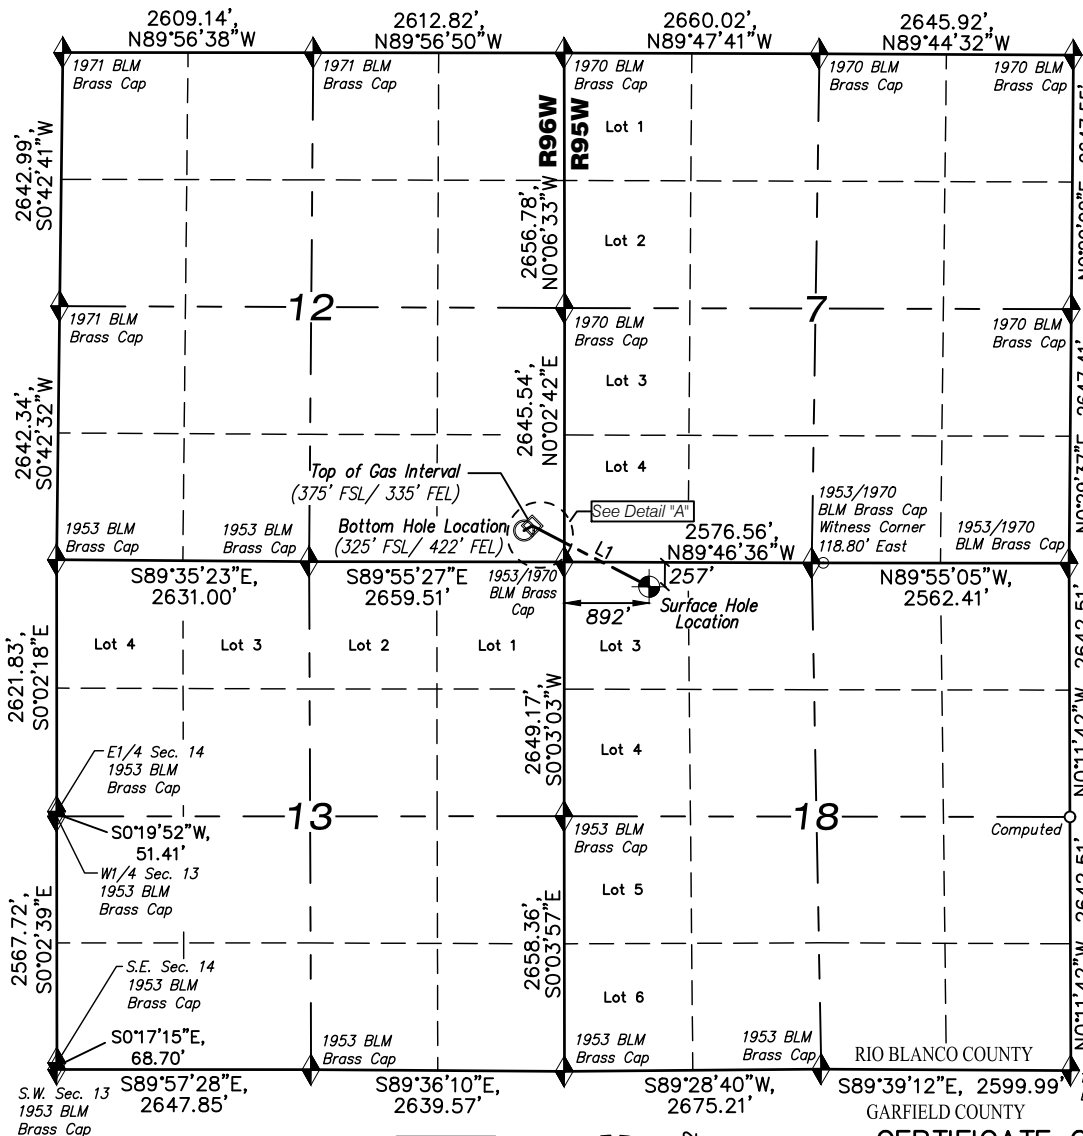 2609.14',
N89°56'38"W
2612.82',
N89°56'50"W
2660.02',
N89°47'41"W
2645.92',
N89°44'32"W
1971 BLM
Brass Cap
1971 BLM
Brass Cap
1970 BLM
Brass Cap
1970 BLM
Brass Cap
1970 BLM
Brass Cap
R96W
R95W
Lot 1
2642.99',
S0°42'41"W
2656.78',
N0°06'33"W
Lot 2
12
7
1971 BLM
Brass Cap
1970 BLM
Brass Cap
1970 BLM
Brass Cap
2642.34',
S0°42'32"W
2645.54',
N0°02'42"E
2647.41'
Lot 3
Lot 4
Top of Gas Interval
(375' FSL/ 335' FEL)
Bottom Hole Location
(325' FSL/ 422' FEL)
See Detail "A"
L1
1953 BLM
Brass Cap
1953 BLM
Brass Cap
2576.56',
N89°46'36"W
1953/1970
BLM Brass Cap
Witness Corner
118.80' East
1953/1970
BLM Brass Cap
S89°35'23"E,
2631.00'
S89°55'27"E
2659.51'
1953/1970
BLM Brass
Cap
257'
892'
Surface Hole
Location
N89°55'05"W,
2562.41'
2621.83',
S0°02'18"E
Lot 4
Lot 3
Lot 2
Lot 1
Lot 3
2649.17',
S0°03'03"W
2642.51'
N0°11'42"W
Lot 4
E1/4 Sec. 14
1953 BLM
Brass Cap
13
18
S0°19'52"W,
51.41'
W1/4 Sec. 13
1953 BLM
Brass Cap
1953 BLM
Brass Cap
Computed
2567.72',
S0°02'39"E
2658.36',
S0°03'57"E
N0°11'42"W
2642.51'
Lot 5
S.E. Sec. 14
1953 BLM
Brass Cap
Lot 6
S0°17'15"E,
68.70'
1953 BLM
Brass Cap
1953 BLM
Brass Cap
1953 BLM
Brass Cap
RIO BLANCO COUNTY
S.W. Sec. 13
1953 BLM
Brass Cap
S89°57'28"E,
2647.85'
S89°36'10"E,
2639.57'
S89°28'40"W,
2675.21'
S89°39'12"E, 2599.99'
GARFIELD COUNTY